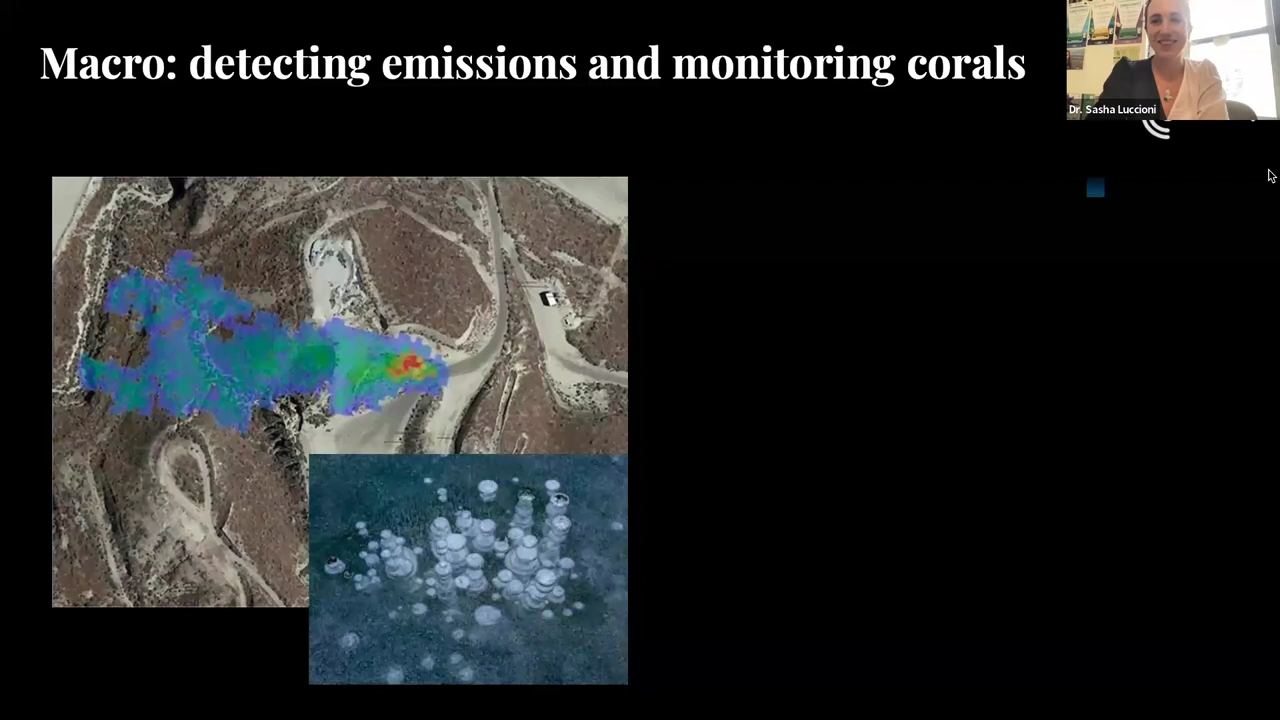 Macro: detecting emissions and monitoring corals
Dr. Sasha Luccioni